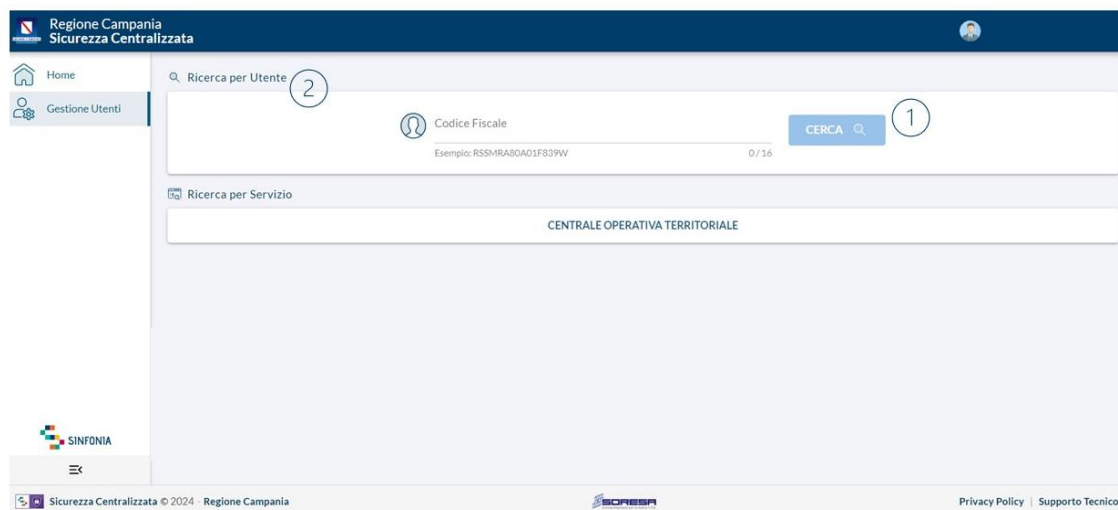 Regione Campania
Sicurezza Centralizzata
Home
Gestione Utenti
Ricerca per Utente
2
Codice Fiscale
Esempio: RSSMRA80A01F839W
0 / 16
CERCA
1
Ricerca per Servizio
CENTRALE OPERATIVA TERRITORIALE
SINFONIA
Sicurezza Centralizzata © 2024 - Regione Campania
SORESA
Privacy Policy | Supporto Tecnico